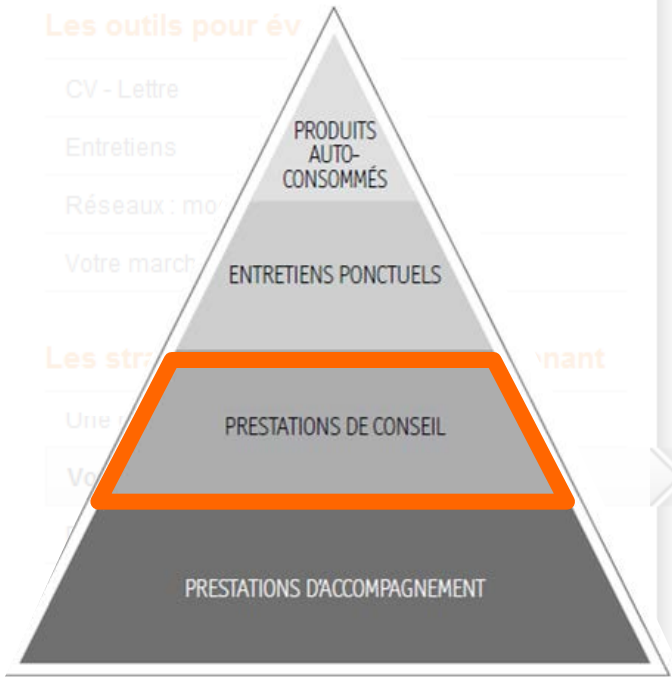 Les outils pour év
CV - Lettre
PRODUITS
AUTO-
CONSOMMÉS
Entretiens
Réseaux : mo
Votre march
ENTRETIENS PONCTUELS
Les stra
nant
Une
PRESTATIONS DE CONSEIL
Vo
PRESTATIONS D'ACCOMPAGNEMENT